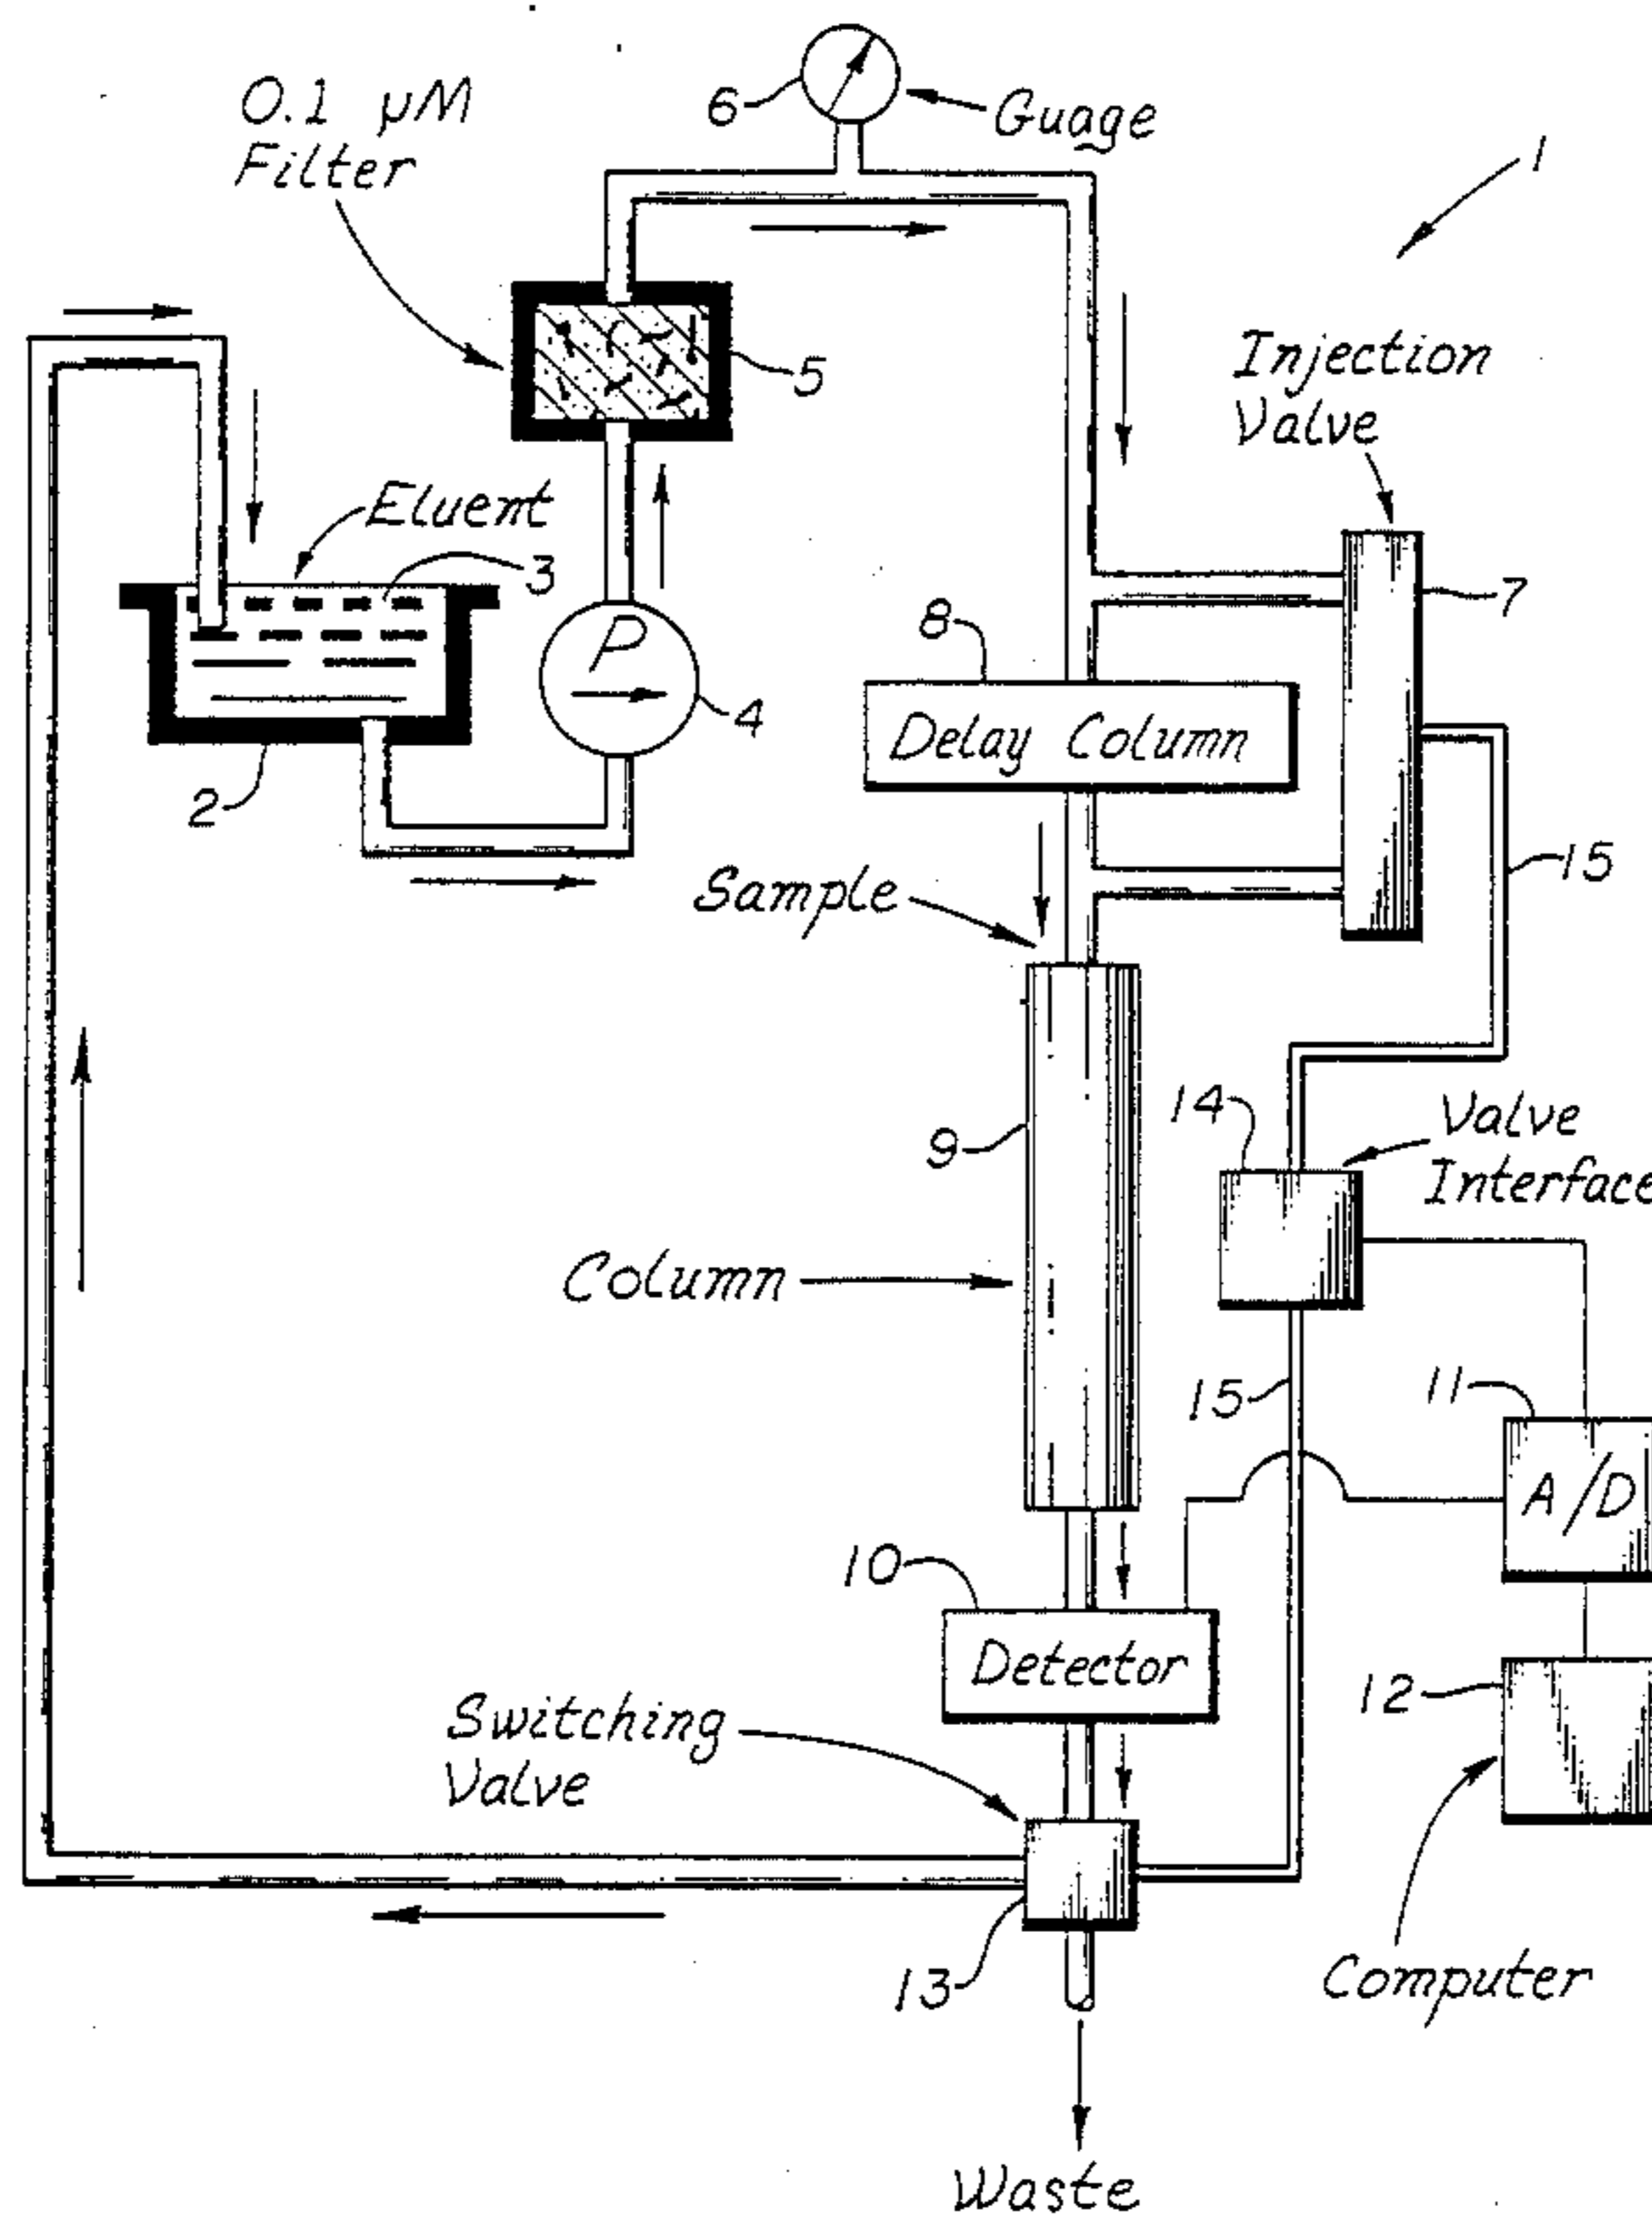 0.1 µM
Filter
6
Guage
1
5
Injection
Valve
Eluent
3
7
P
8
4
Delay Column
2
15
Sample
14
Valve
Interface
9
Column
11
15
A/D
10
Detector
12
Switching
Valve
13
Computer
Waste